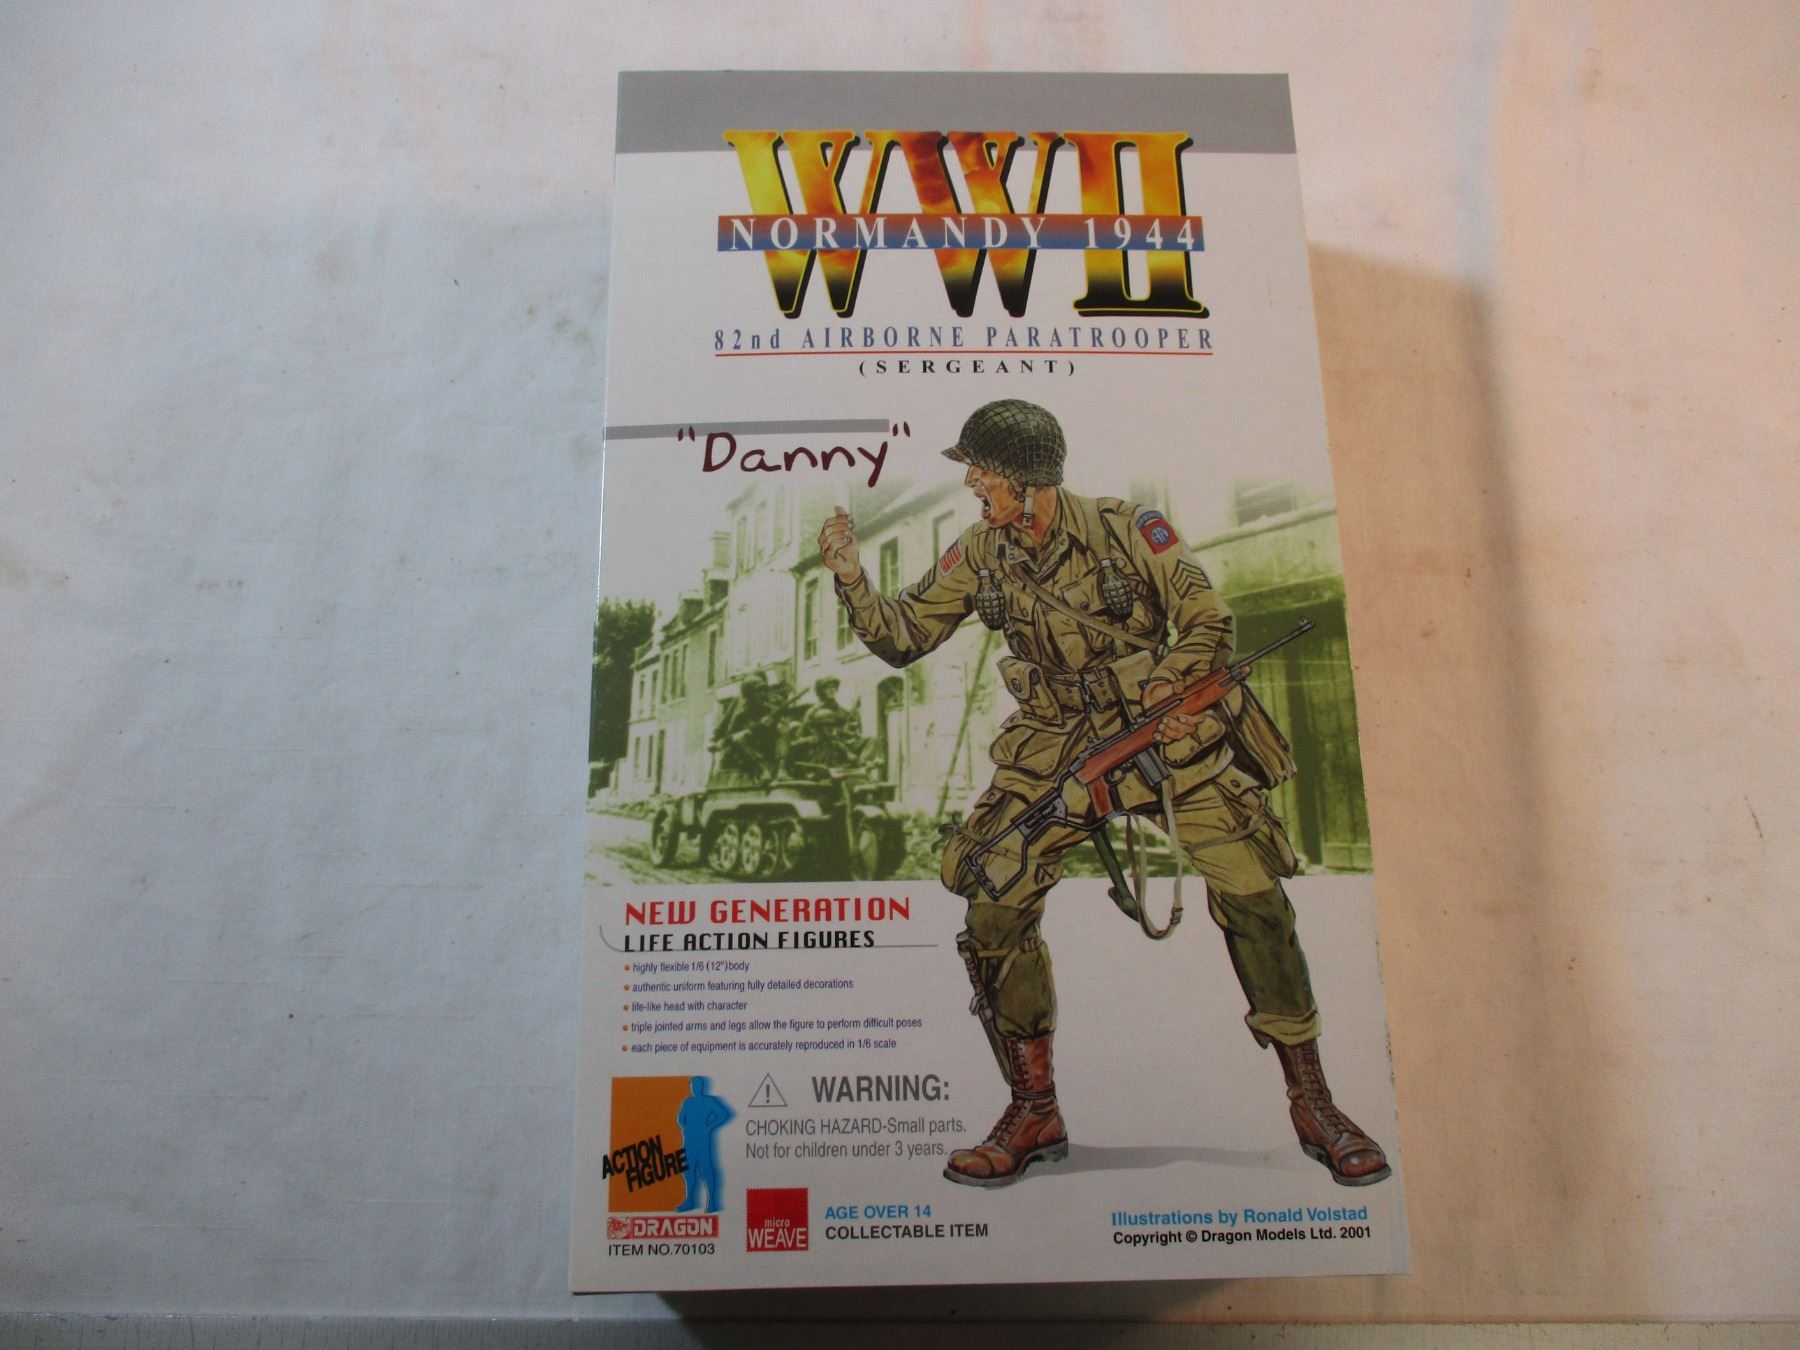 WWII
NORMANDY 1944
82nd AIRBORNE PARATROOPER
(SERGEANT)
"Danny"
NEW GENERATION
LIFE ACTION FIGURES
• highly flexible 1/6 (12") body
• authentic uniform featuring fully detailed decorations
• life-like head with character
• triple jointed arms and legs allow the figure to perform difficult poses
• each piece of equipment is accurately reproduced in 1/6 scale
WARNING:
CHOKING HAZARD-Small parts.
Not for children under 3 years.
ACTION
FIGURE
DRAGON
ITEM NO.70103
micro
WEAVE
AGE OVER 14
COLLECTABLE ITEM
Illustrations by Ronald Volstad
Copyright © Dragon Models Ltd. 2001